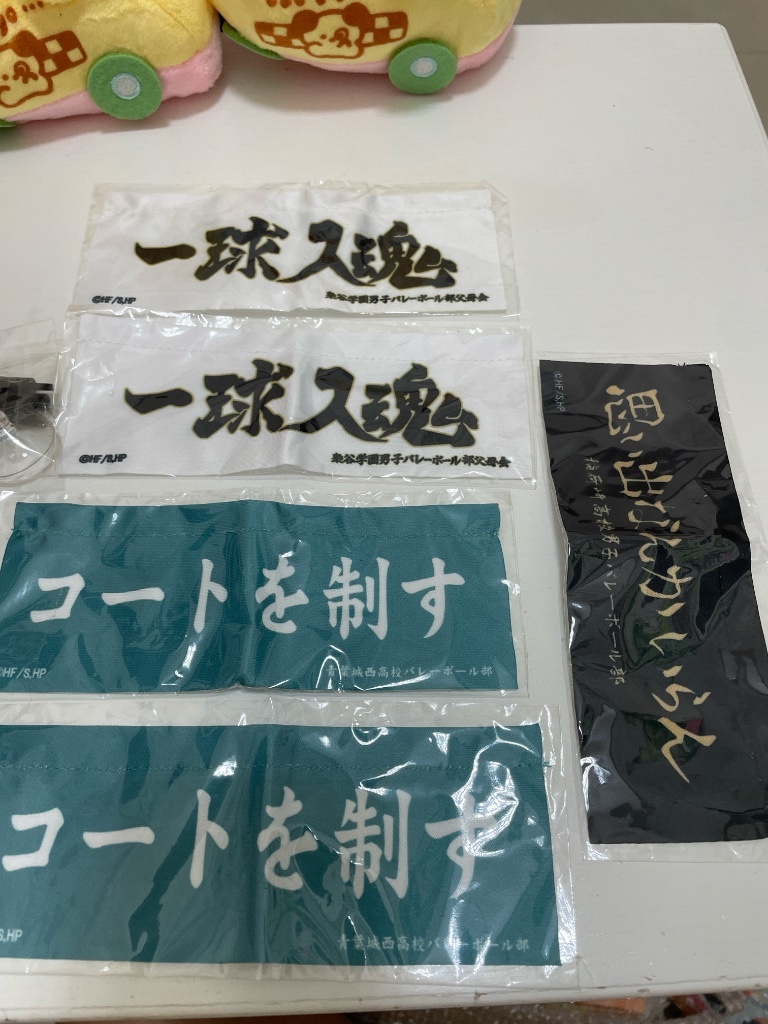 一球入魂
©HF/S,HP
梟谷学園男子バレーボール部父母会
一球入魂
©HF/S,HP
梟谷学園男子バレーボール部父母会
コートを制す
©HF/S,HP
青葉城西高校バレーボール部
コートを制す
S,HP
青葉城西高校バレーボール部
©HF/S,HP
思い出なんかいらん
稲荷崎高校男子バレーボール部